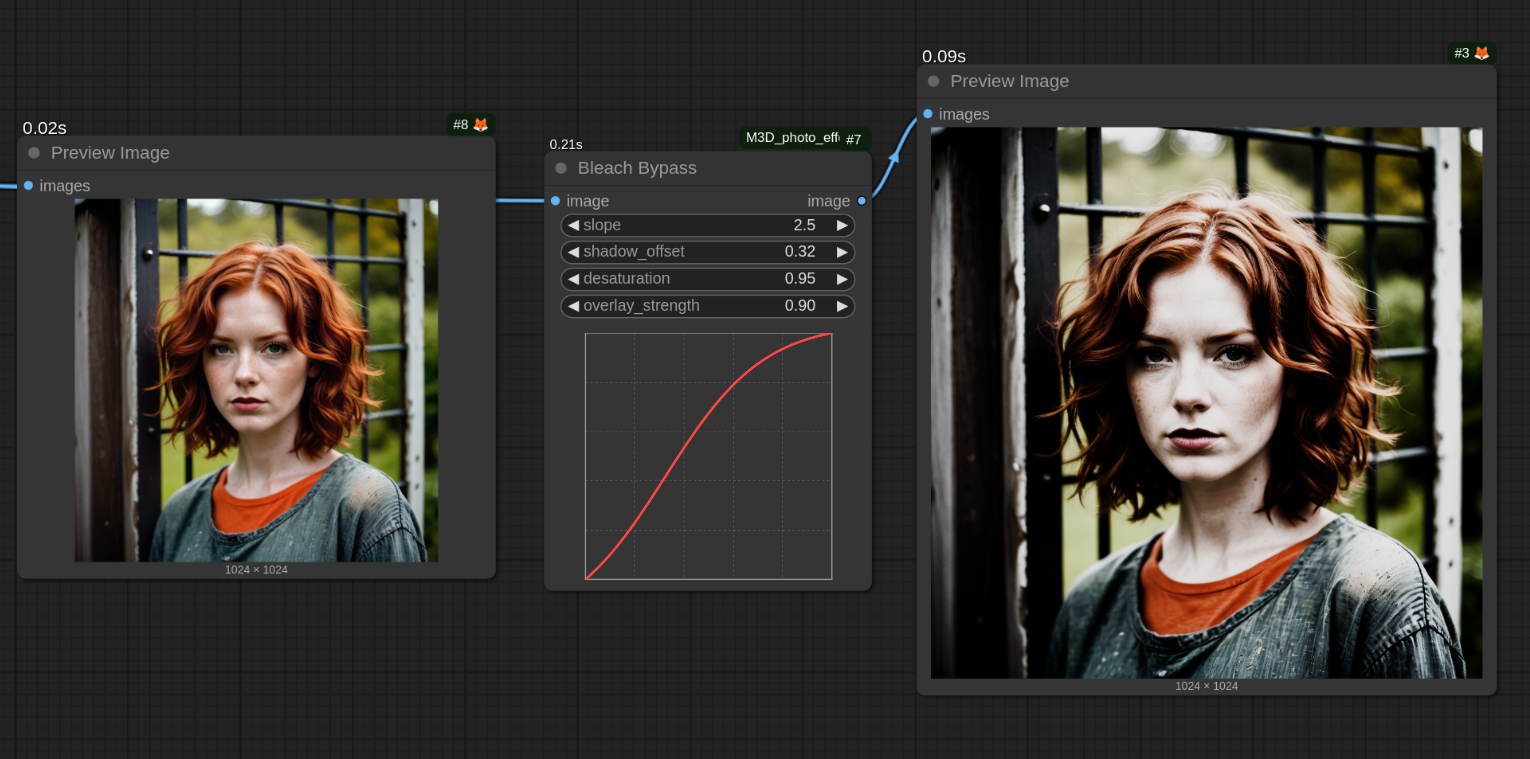 0.02s
#8 🦊
Preview Image
images
1024 × 1024
0.21s
M3D_photo_eff
#7
Bleach Bypass
image
image
slope 2.5
shadow_offset 0.32
desaturation 0.95
overlay_strength 0.90
0.09s
#3 🦊
Preview Image
images
1024 × 1024